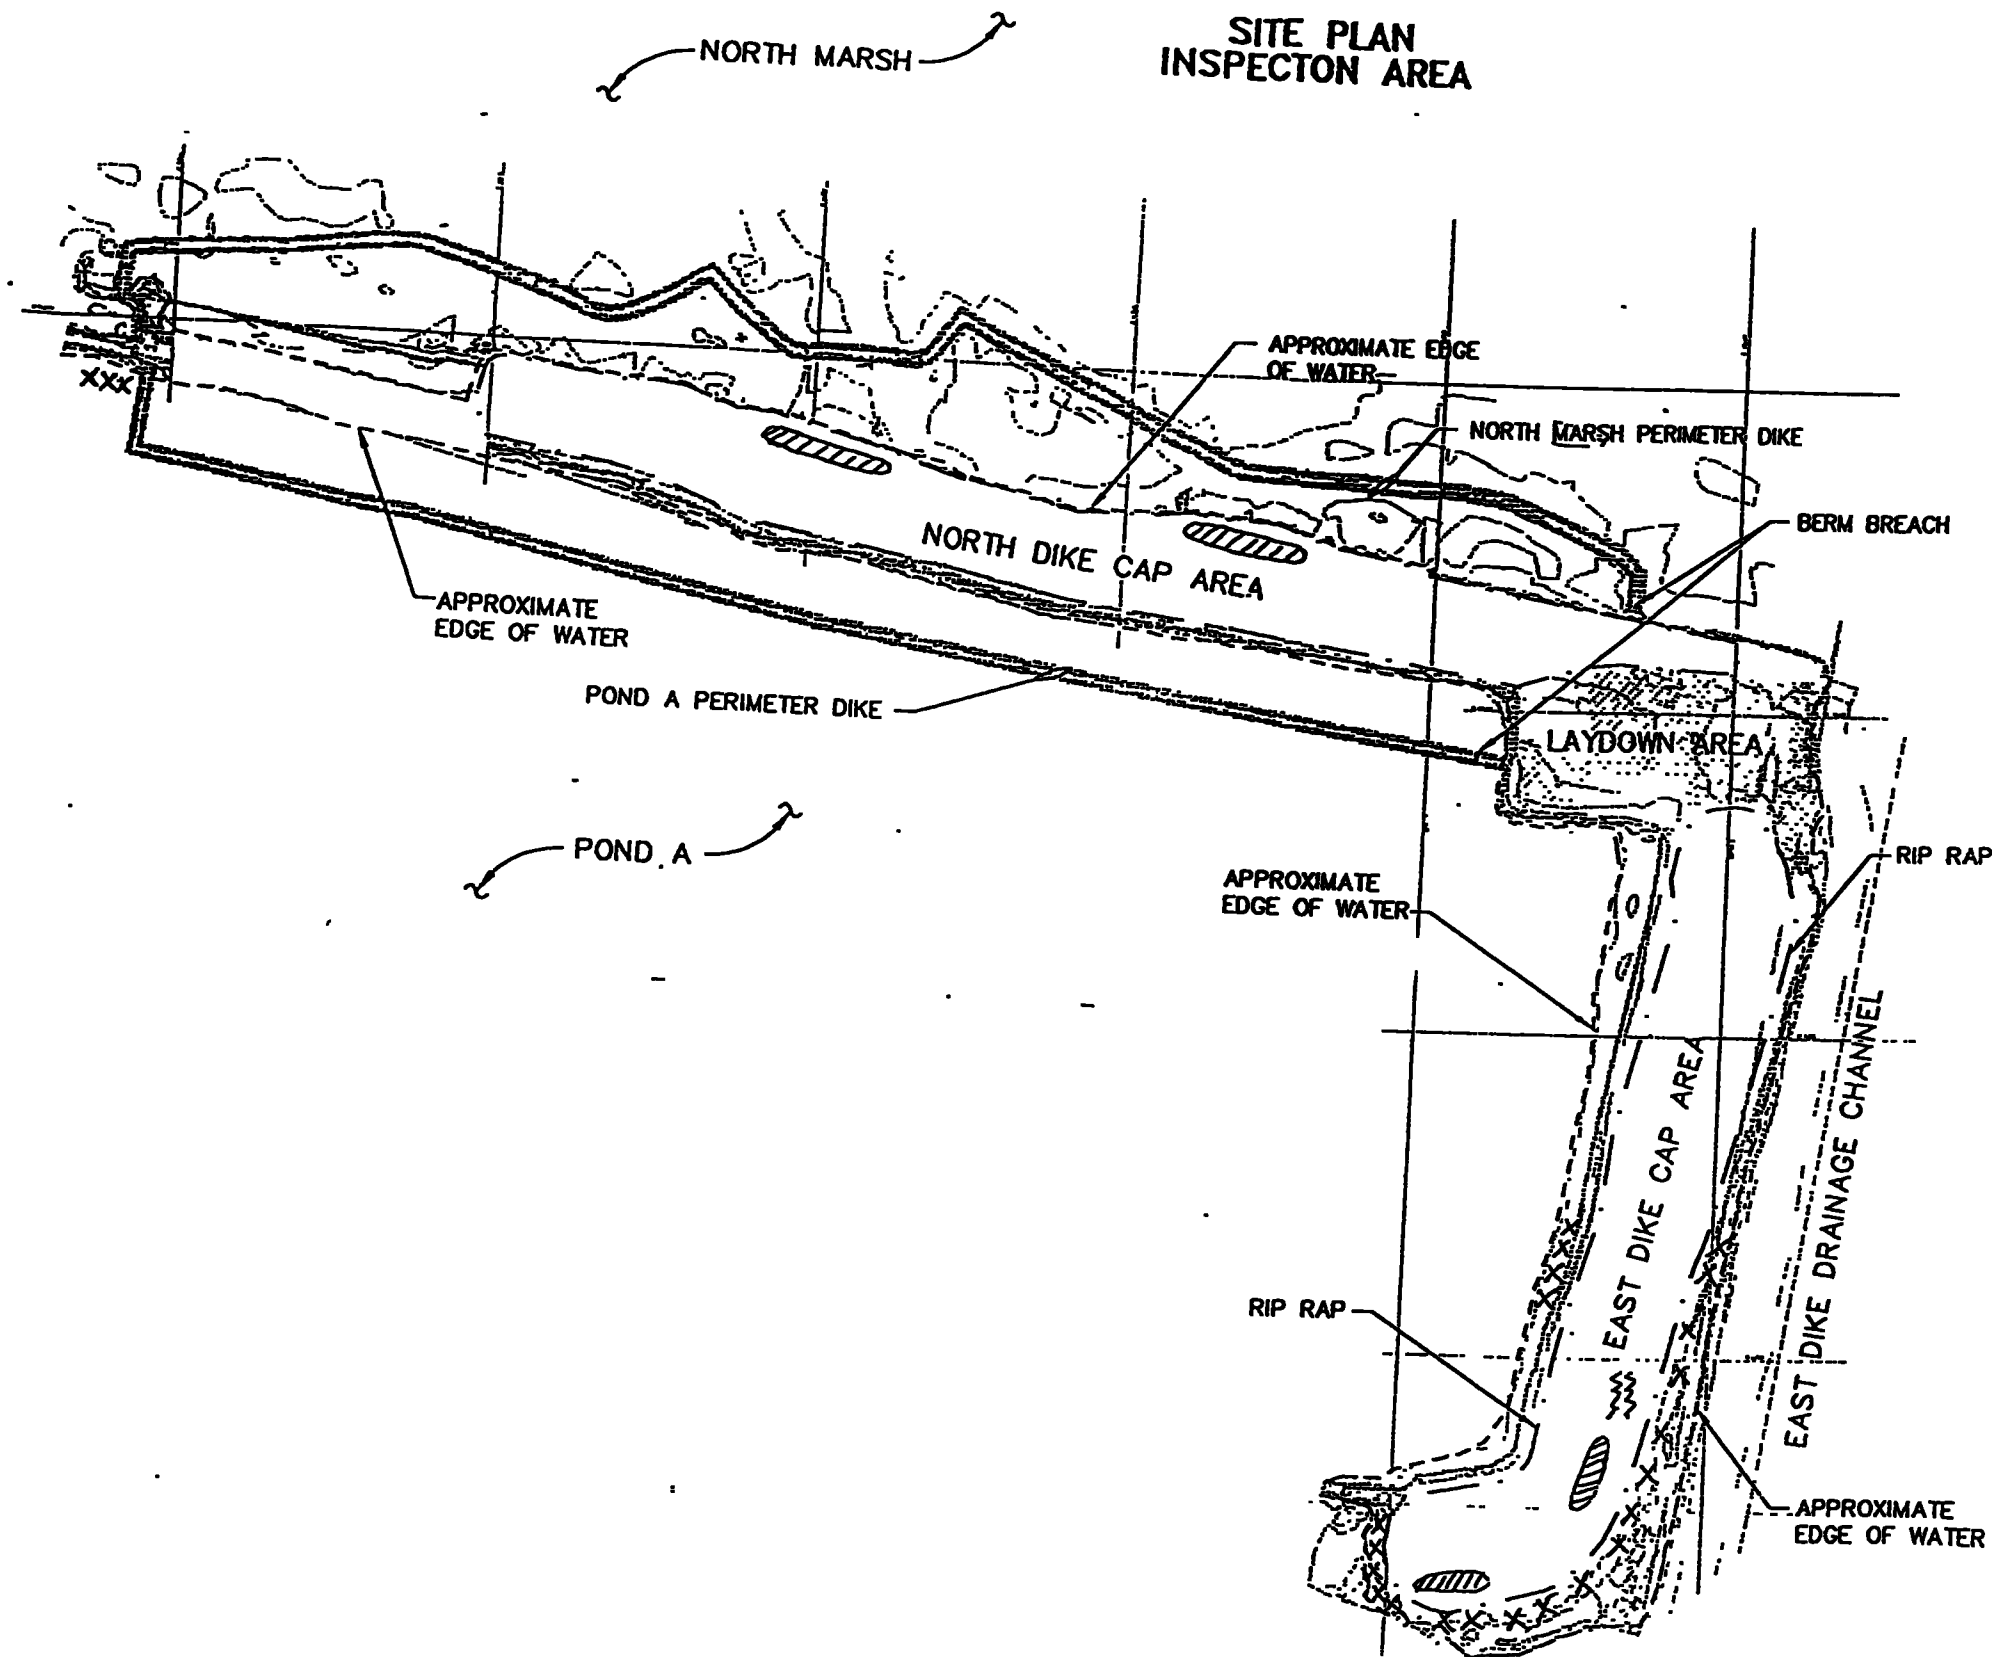 SITE PLAN
INSPECTON AREA
NORTH MARSH
APPROXIMATE EDGE
OF WATER
NORTH MARSH PERIMETER DIKE
BERM BREACH
NORTH DIKE CAP AREA
APPROXIMATE
EDGE OF WATER
POND A PERIMETER DIKE
LAYDOWN AREA
POND A
RIP RAP
APPROXIMATE
EDGE OF WATER
EAST DIKE CAP AREA
EAST DIKE DRAINAGE CHANNEL
RIP RAP
APPROXIMATE
EDGE OF WATER